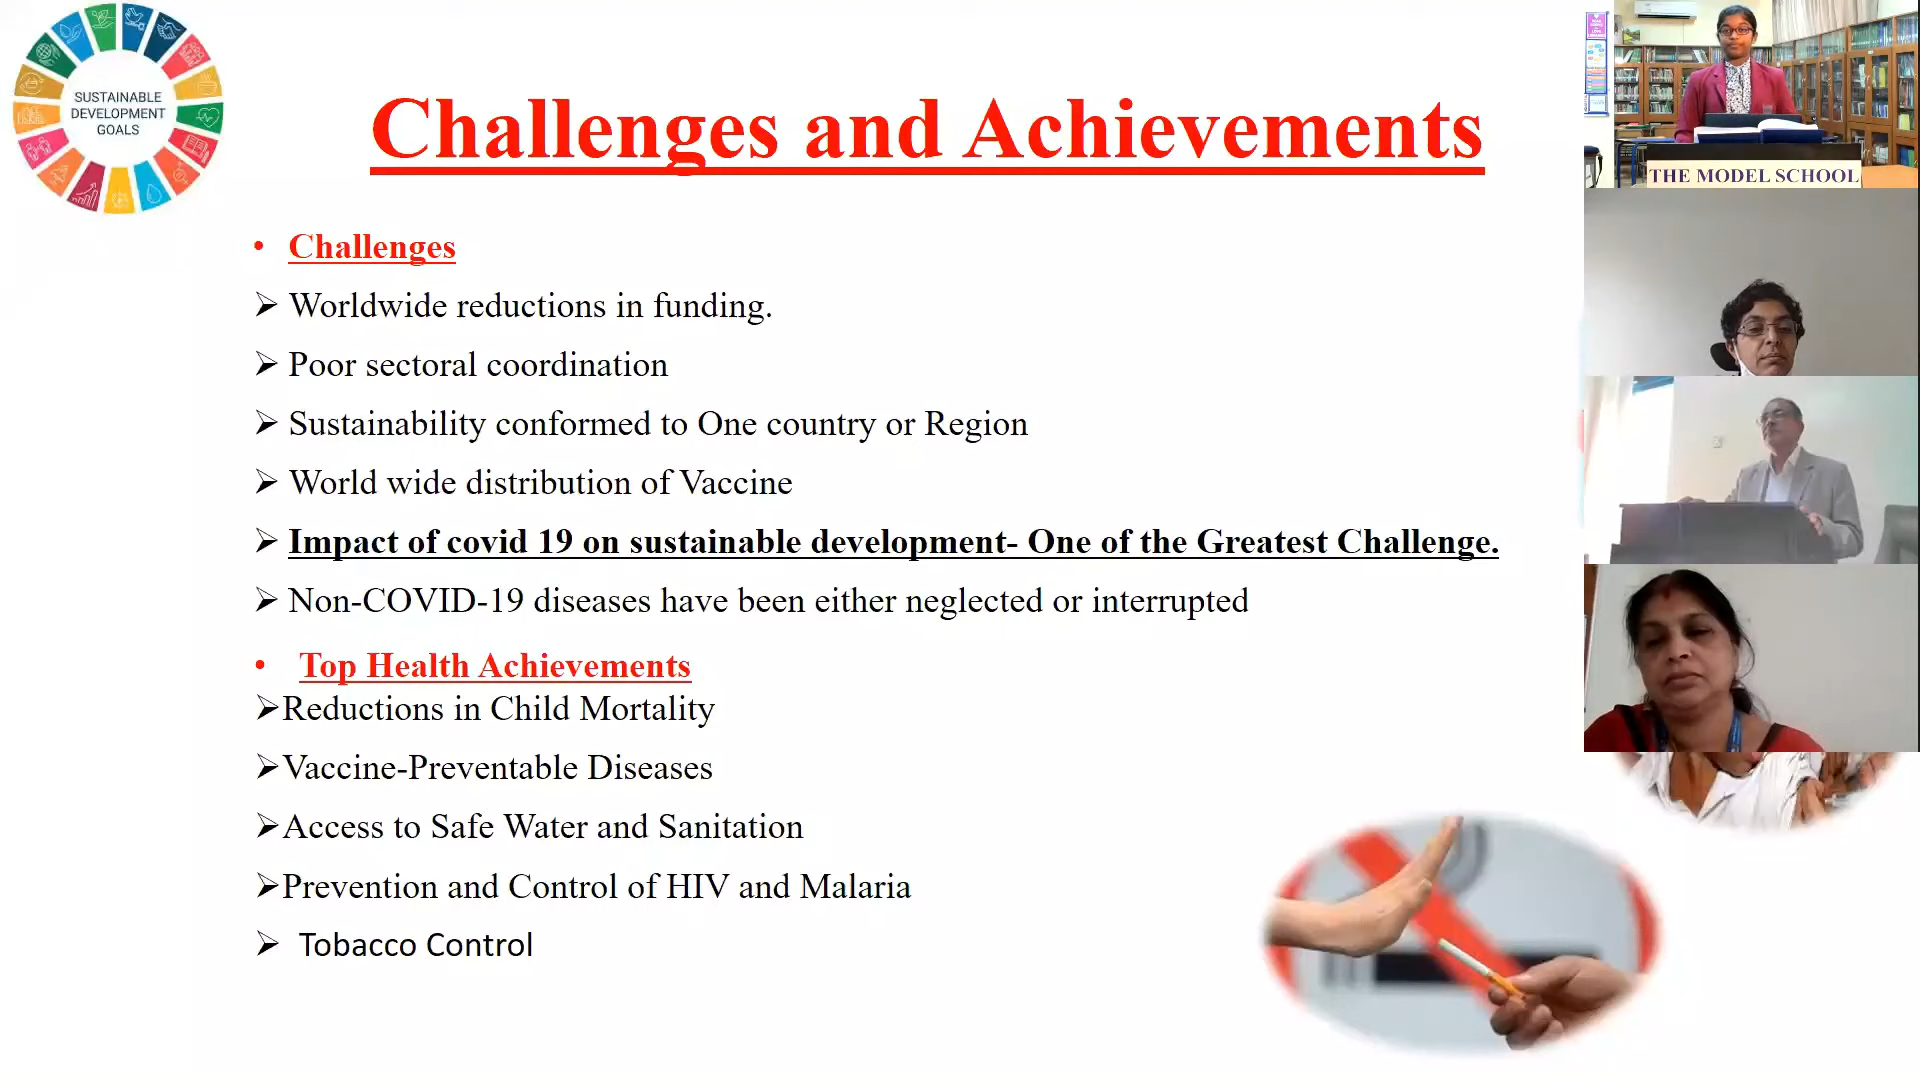 SUSTAINABLE
DEVELOPMENT
GOALS
Challenges and Achievements
• Challenges
➢ Worldwide reductions in funding.
➢ Poor sectoral coordination
➢ Sustainability conformed to One country or Region
➢ World wide distribution of Vaccine
➢ Impact of covid 19 on sustainable development- One of the Greatest Challenge.
➢ Non-COVID-19 diseases have been either neglected or interrupted
• Top Health Achievements
➢Reductions in Child Mortality
➢Vaccine-Preventable Diseases
➢Access to Safe Water and Sanitation
➢Prevention and Control of HIV and Malaria
➢ Tobacco Control
THE MODEL SCHOOL